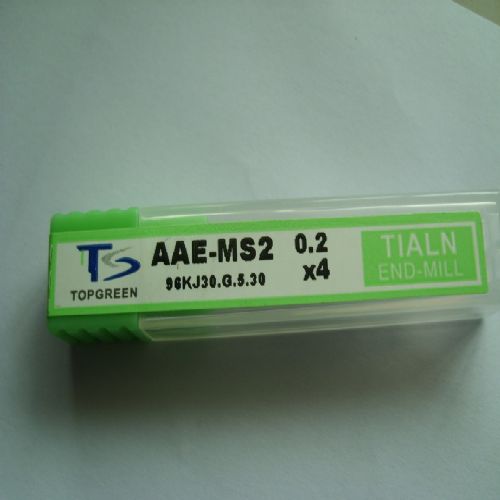 TS
TOPGREEN
AAE-MS2 0.2
96KJ30.G.5.30 x4
TIALN
END-MILL